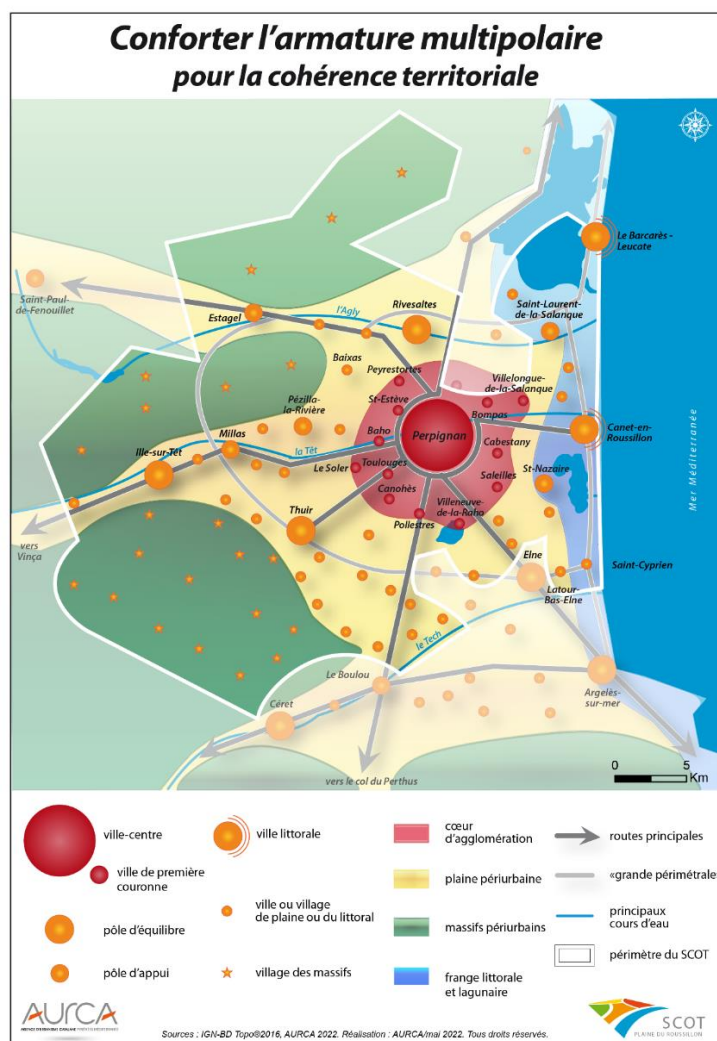 Conforter l'armature multipolaire
pour la cohérence territoriale
Le Barcarès -
Leucate
Saint-Paul-
de-Fenouillet
Estagel
l'Agly
Rivesaltes
Saint-Laurent-
de-la-Salanque
Baixas
Peyrestortes
Villelongue-
de-la-Salanque
Pézilla-
la-Rivière
St-Estève
Bompas
Millas
Baho
Perpignan
Canet-en-
Roussillon
Ille-sur-Têt
la Têt
Cabestany
Mer Méditerranée
Le Soler
Toulouges
St-Nazaire
Saleilles
Canohès
Thuir
Villeneuve-
de-la-Raho
Pollestres
vers
Vinça
Elne
Saint-Cyprien
Latour-
Bas-Elne
le Tech
Le Boulou
Céret
Argelès-
sur-mer
vers le col du Perthus
0 5
Km
ville-centre
ville de première
couronne
pôle d'équilibre
pôle d'appui
ville littorale
ville ou village
de plaine ou du littoral
village des massifs
cœur
d'agglomération
plaine périurbaine
massifs périurbains
frange littorale
et lagunaire
routes principales
«grande périmétrales
principaux
cours d'eau
périmètre du SCOT
AURCA
Sources : IGN-BD Topo®2016, AURCA 2022. Réalisation : AURCA/mai 2022. Tous droits réservés.
SCOT
PLAINE DU ROUSSILLON